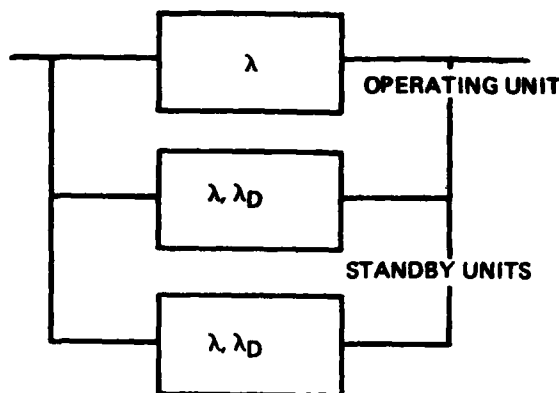 λ
OPERATING UNIT
λ, λD
STANDBY UNITS
λ, λD